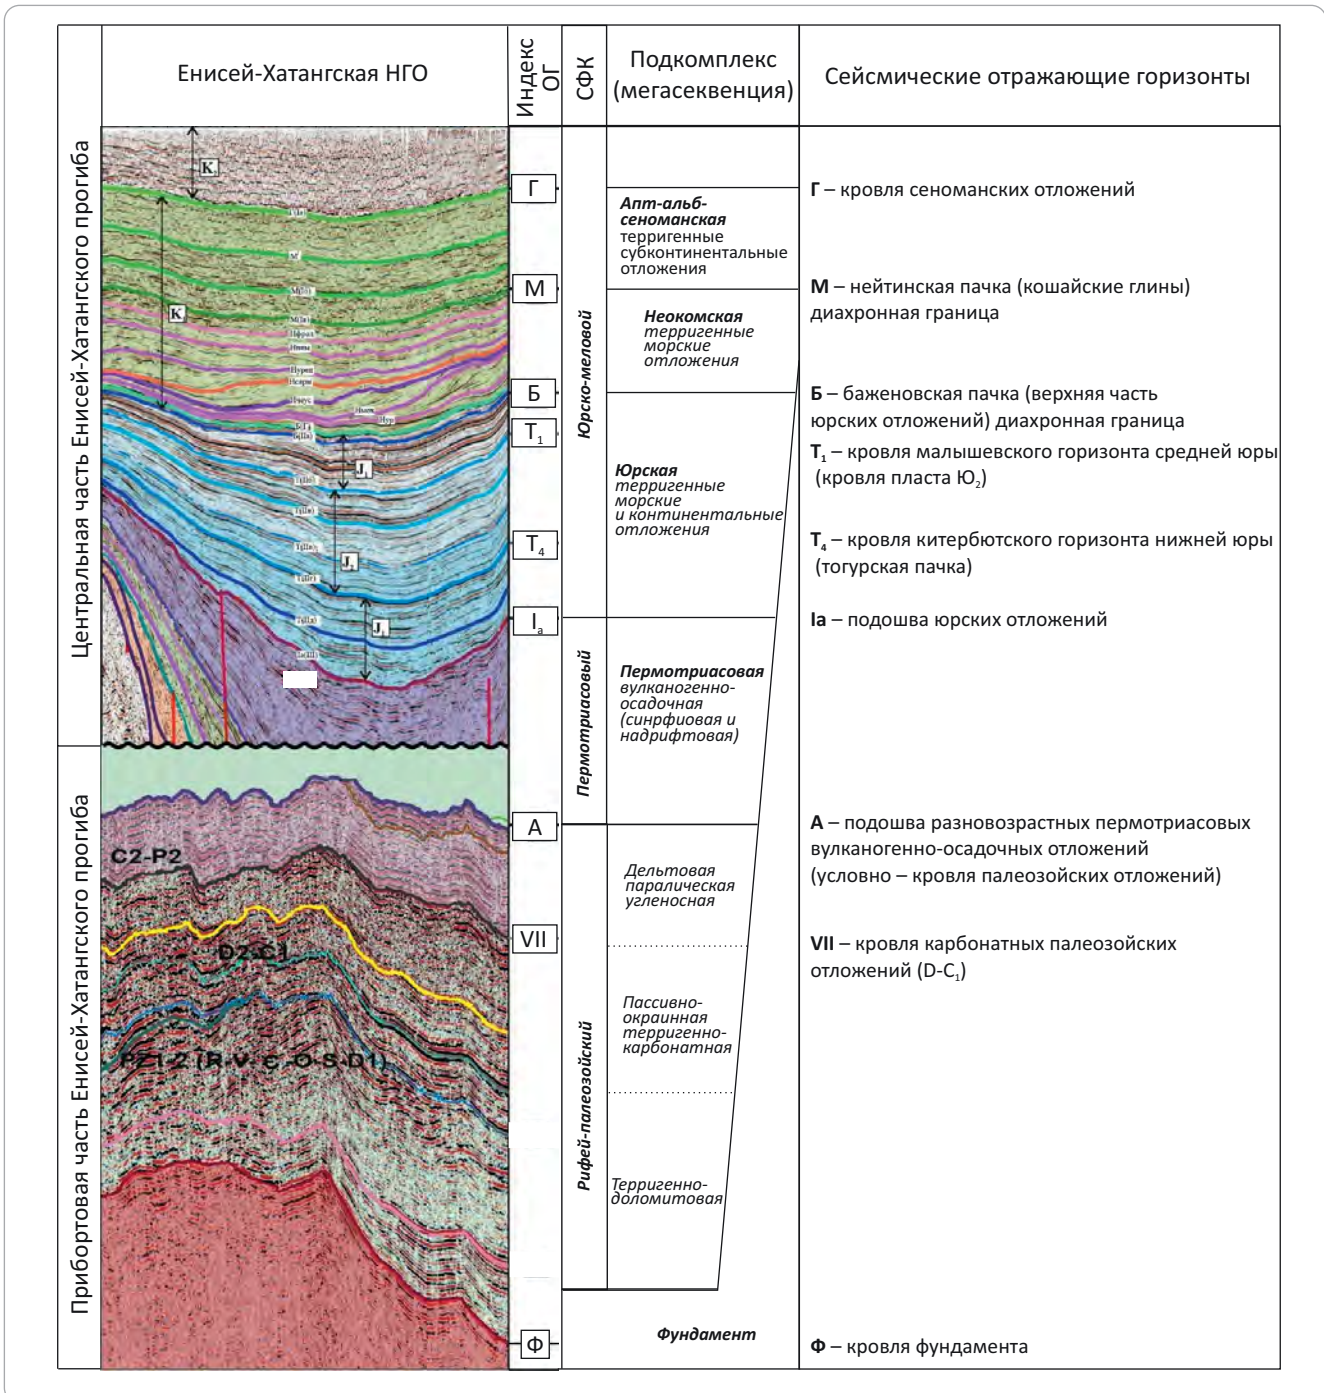 Енисей-Хатангская НГО
Индекс
ОГ
СФК
Подкомплекс
(мегасеквенция)
Сейсмические отражающие горизонты
Центральная часть Енисей-Хатангского прогиба
Прибортовая часть Енисей-Хатангского прогиба
K
K
J
J
J
C2-P2
D2-C1
PZ1-2 (R-V-Є-O-S-D1)
Г
М
Б
Т₁
Т₄
Iа
А
VII
Ф
Юрско-меловой
Пермотриасовый
Рифей-палеозойский
Апт-альб-
сеноманская
терригенные
субконтинентальные
отложения
Неокомская
терригенные
морские
отложения
Юрская
терригенные
морские
и континентальные
отложения
Пермотриасовая
вулканогенно-
осадочная
(синрфиовая и
надрифтовая)
Дельтовая
паралическая
угленосная
Пассивно-
окраинная
терригенно-
карбонатная
Терригенно-
доломитовая
Фундамент
Г – кровля сеноманских отложений
М – нейтинская пачка (кошайские глины)
диахронная граница
Б – баженовская пачка (верхняя часть
юрских отложений) диахронная граница
Т₁ – кровля малышевского горизонта средней юры
(кровля пласта Ю₂)
Т₄ – кровля китербютского горизонта нижней юры
(тогурская пачка)
Iа – подошва юрских отложений
А – подошва разновозрастных пермотриасовых
вулканогенно-осадочных отложений
(условно – кровля палеозойских отложений)
VII – кровля карбонатных палеозойских
отложений (D-C₁)
Ф – кровля фундамента